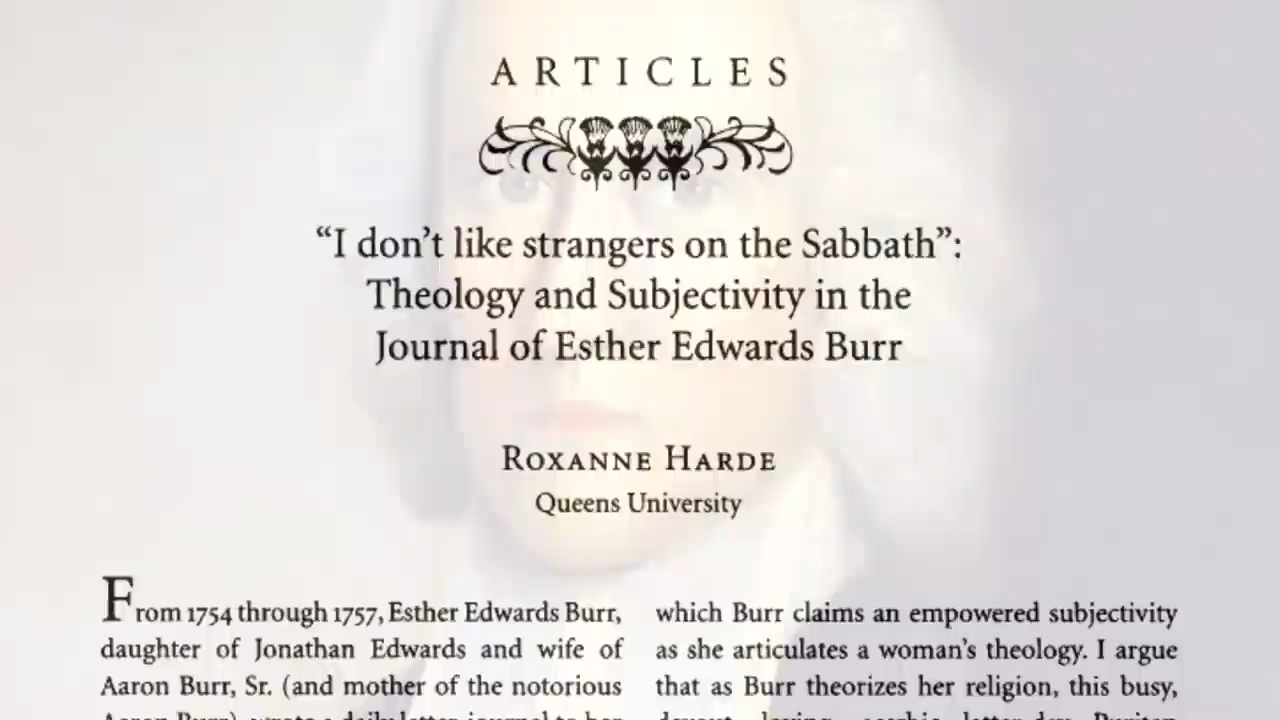 ARTICLES
“I don’t like strangers on the Sabbath”:
Theology and Subjectivity in the
Journal of Esther Edwards Burr
Roxanne Harde
Queens University
From 1754 through 1757, Esther Edwards Burr,
daughter of Jonathan Edwards and wife of
Aaron Burr, Sr. (and mother of the notorious
which Burr claims an empowered subjectivity
as she articulates a woman’s theology. I argue
that as Burr theorizes her religion, this busy,